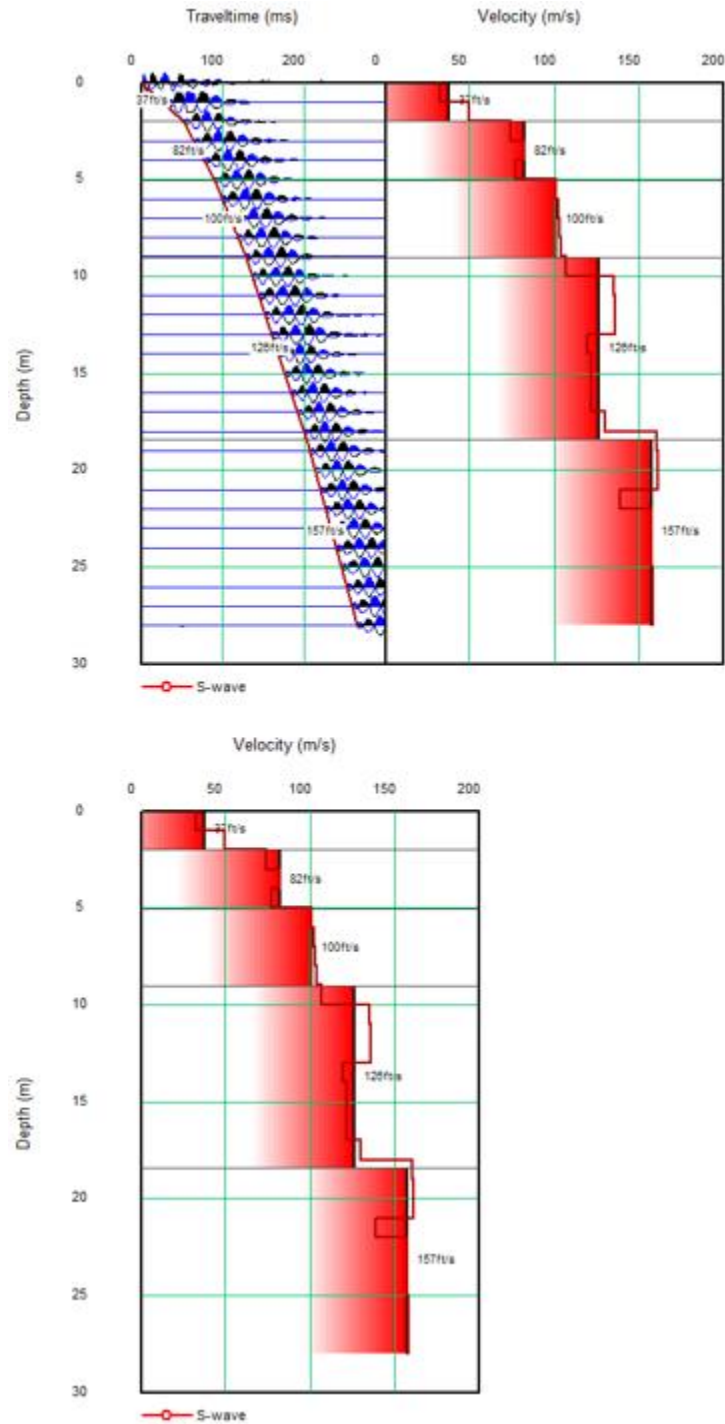 Traveltime (ms)
Velocity (m/s)
0 100 200 0 50 100 150 200
0
37ft/s
37ft/s
82ft/s
82ft/s
5
100ft/s
100ft/s
10
126ft/s
126ft/s
Depth (m)
15
20
157ft/s
157ft/s
25
30
S-wave
Velocity (m/s)
0 50 100 150 200
0
37ft/s
82ft/s
5
100ft/s
10
126ft/s
Depth (m)
15
20
157ft/s
25
30
S-wave